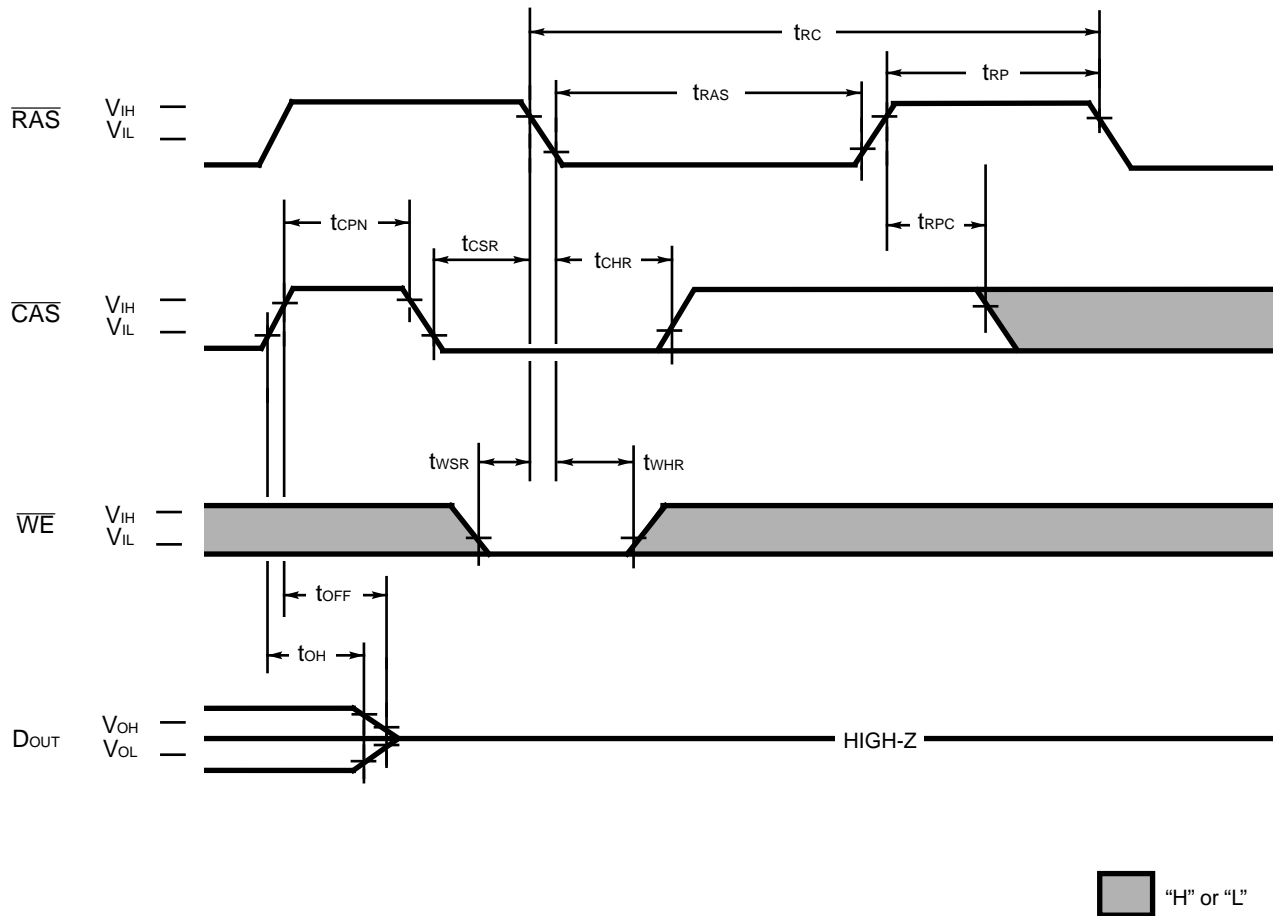 tRC
tRP
tRAS
RAS
VIH
VIL
tCPN
tCSR
tCHR
tRPC
CAS
VIH
VIL
tWSR
tWHR
WE
VIH
VIL
tOFF
tOH
DOUT
VOH
VOL
HIGH-Z
“H” or “L”